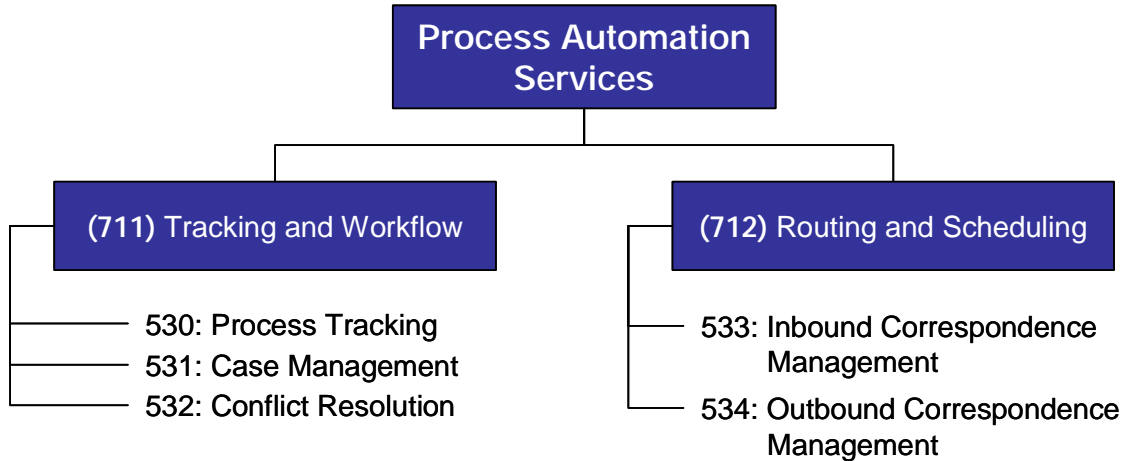 Process Automation
Services
(711) Tracking and Workflow
530: Process Tracking
531: Case Management
532: Conflict Resolution
(712) Routing and Scheduling
533: Inbound Correspondence
Management
534: Outbound Correspondence
Management